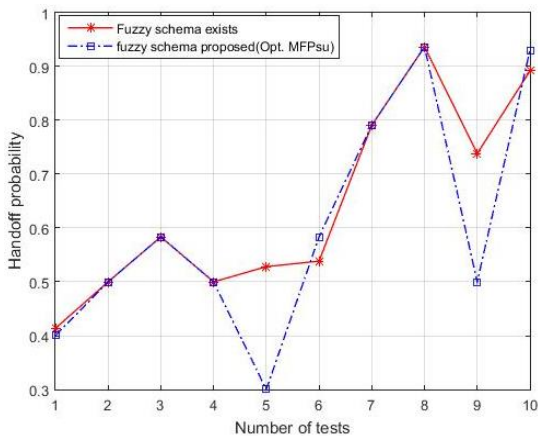 Fuzzy schema exists
fuzzy schema proposed(Opt. MFPsu)
Handoff probability
1
0.9
0.8
0.7
0.6
0.5
0.4
0.3
1 2 3 4 5 6 7 8 9 10
Number of tests